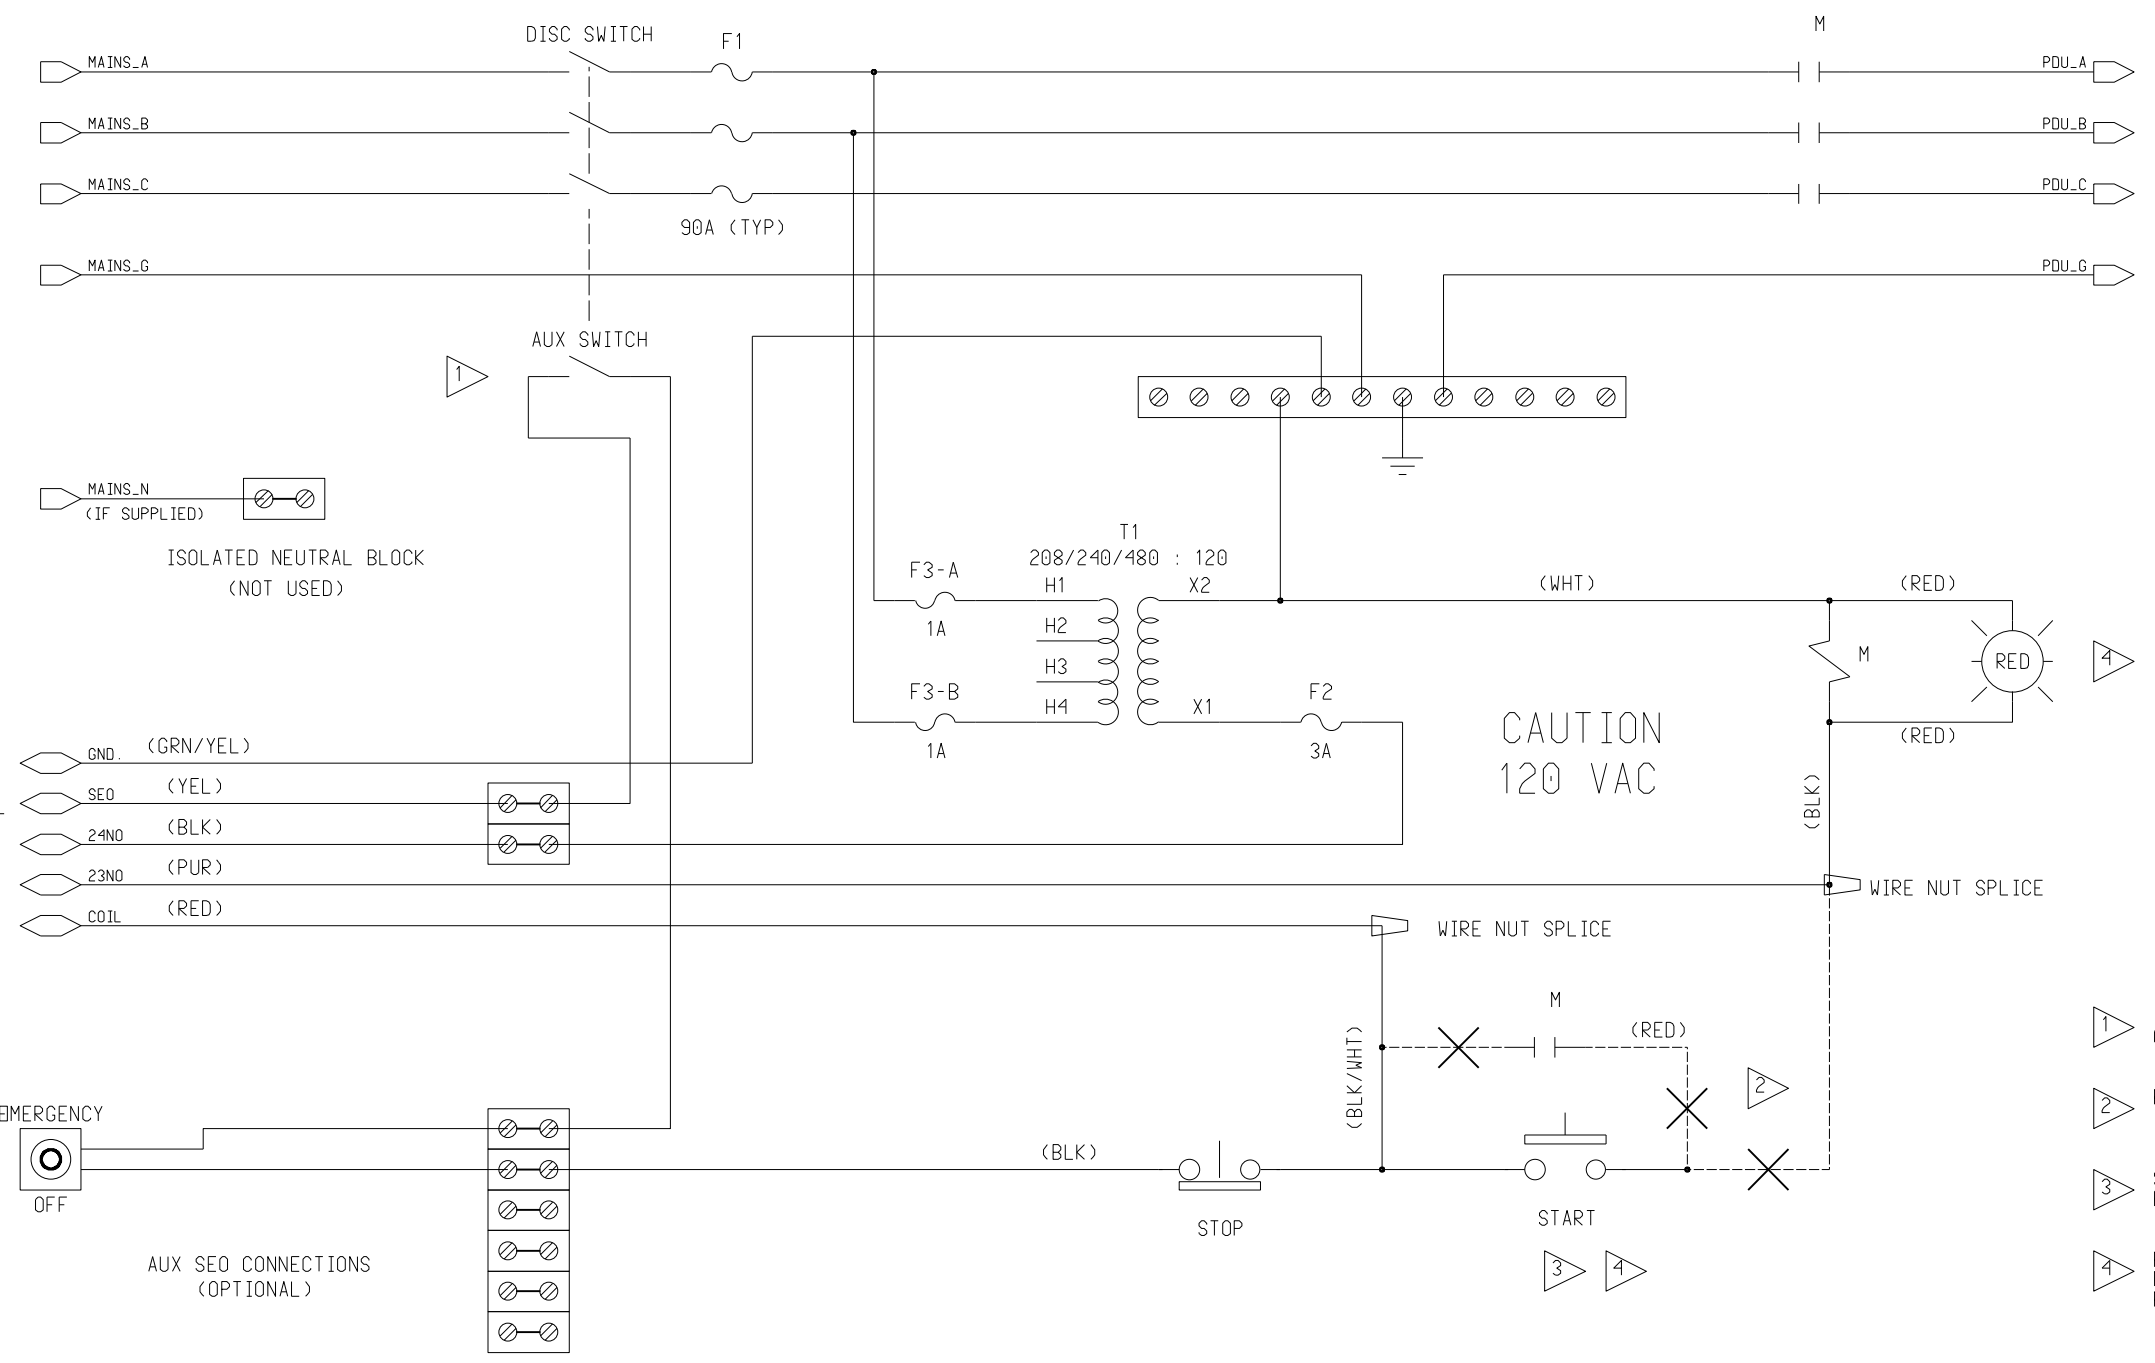 DISC SWITCH
F1
M
MAINS_A
PDU_A
MAINS_B
PDU_B
MAINS_C
PDU_C
90A (TYP)
MAINS_G
PDU_G
AUX SWITCH
1
MAINS_N
(IF SUPPLIED)
ISOLATED NEUTRAL BLOCK
(NOT USED)
T1
208/240/480 : 120
F3-A
H1
X2
(WHT)
(RED)
1A
H2
M
RED
4
H3
F3-B
H4
X1
F2
1A
3A
CAUTION
120 VAC
(RED)
(BLK)
GND.
(GRN/YEL)
SEO
(YEL)
24NO
(BLK)
23NO
(PUR)
WIRE NUT SPLICE
COIL
(RED)
WIRE NUT SPLICE
M
(RED)
(BLK/WHT)
1
2
2
EMERGENCY
OFF
(BLK)
STOP
START
3
3
4
4
AUX SEO CONNECTIONS
(OPTIONAL)